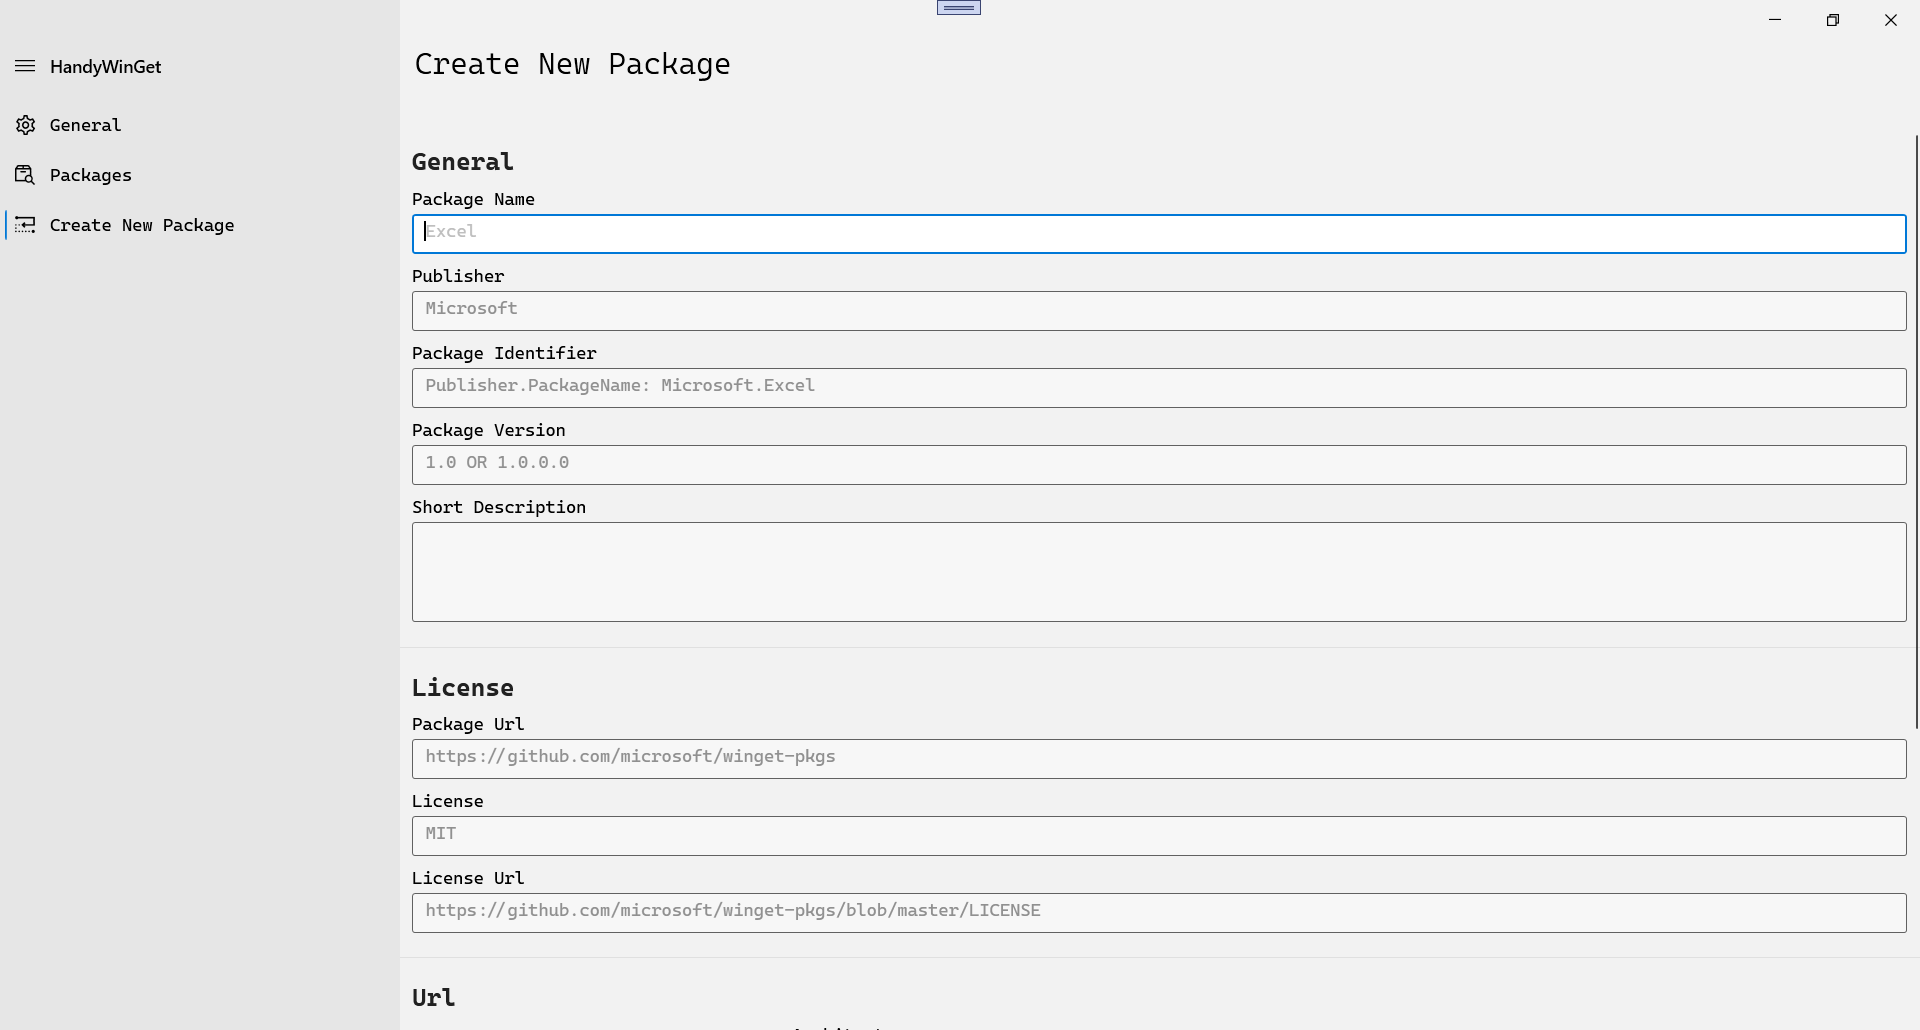 HandyWinGet
General
Packages
Create New Package
Create New Package
General
Package Name
Excel
Publisher
Microsoft
Package Identifier
Publisher.PackageName: Microsoft.Excel
Package Version
1.0 OR 1.0.0.0
Short Description
License
Package Url
https://github.com/microsoft/winget-pkgs
License
MIT
License Url
https://github.com/microsoft/winget-pkgs/blob/master/LICENSE
Url